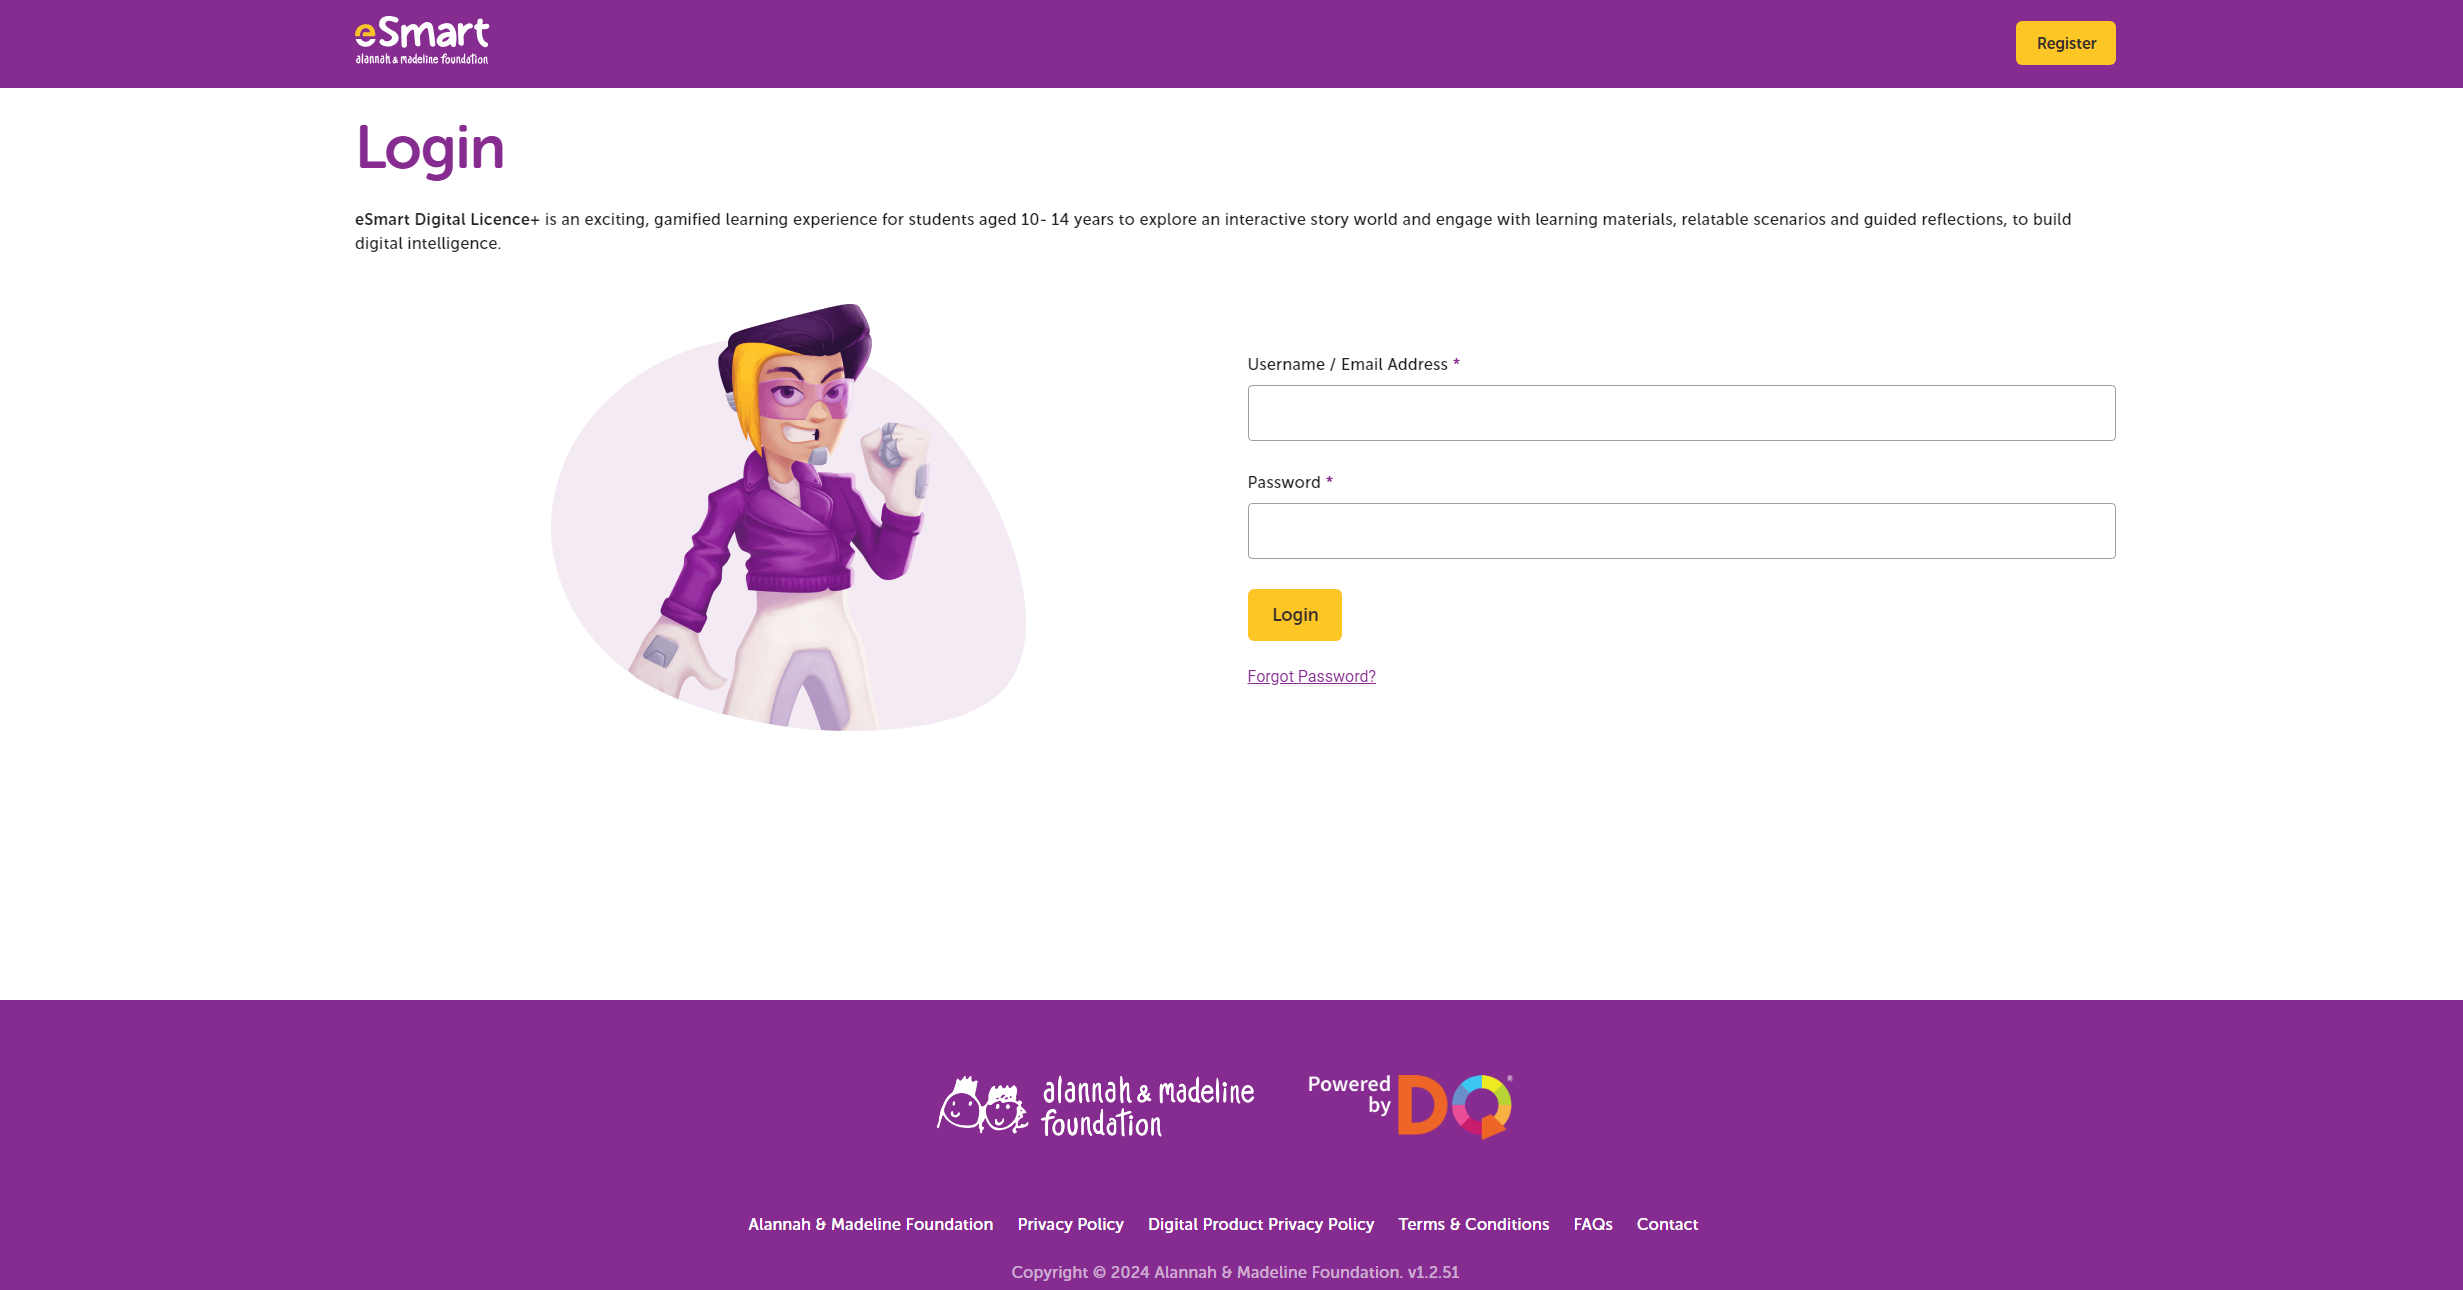 eSmart
alannah & madeline foundation
Register
Login
eSmart Digital Licence+ is an exciting, gamified learning experience for students aged 10- 14 years to explore an interactive story world and engage with learning materials, relatable scenarios and guided reflections, to build
digital intelligence.
Username / Email Address *
Password *
Login
Forgot Password?
alannah & madeline
foundation
Powered
by
DQ®
Alannah & Madeline Foundation Privacy Policy Digital Product Privacy Policy Terms & Conditions FAQs Contact
Copyright © 2024 Alannah & Madeline Foundation. v1.2.51